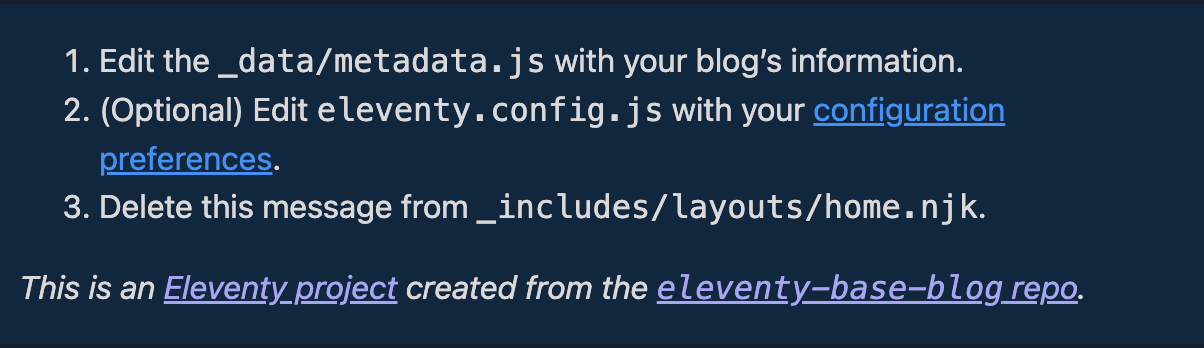 1. Edit the _data/metadata.js with your blog’s information.
2. (Optional) Edit eleventy.config.js with your configuration
preferences.
3. Delete this message from _includes/layouts/home.njk.
This is an Eleventy project created from the eleventy-base-blog repo.